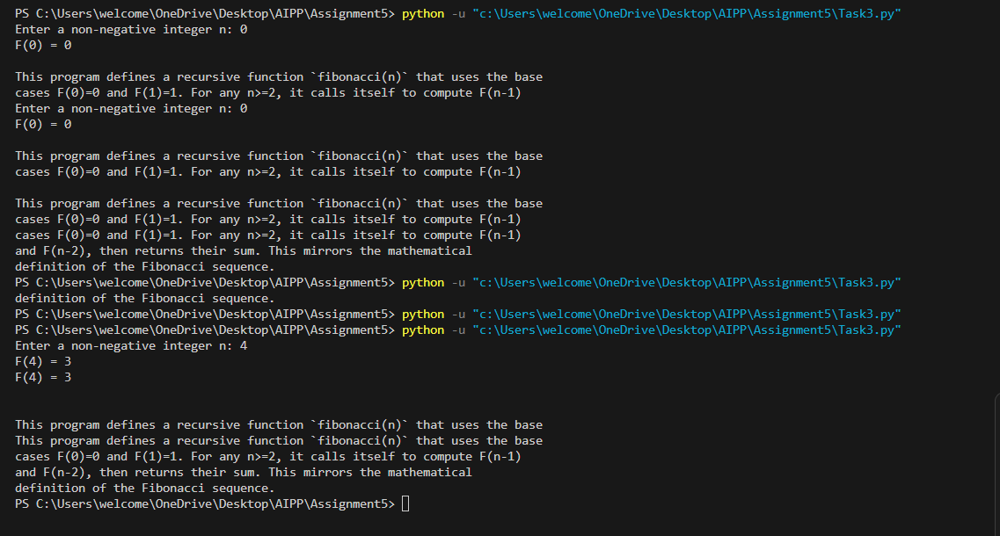 PS C:\Users\welcome\OneDrive\Desktop\AIPP\Assignment5> python -u "c:\Users\welcome\OneDrive\Desktop\AIPP\Assignment5\Task3.py"
Enter a non-negative integer n: 0
F(0) = 0
This program defines a recursive function `fibonacci(n)` that uses the base
cases F(0)=0 and F(1)=1. For any n>=2, it calls itself to compute F(n-1)
Enter a non-negative integer n: 0
F(0) = 0
This program defines a recursive function `fibonacci(n)` that uses the base
cases F(0)=0 and F(1)=1. For any n>=2, it calls itself to compute F(n-1)
This program defines a recursive function `fibonacci(n)` that uses the base
cases F(0)=0 and F(1)=1. For any n>=2, it calls itself to compute F(n-1)
cases F(0)=0 and F(1)=1. For any n>=2, it calls itself to compute F(n-1)
and F(n-2), then returns their sum. This mirrors the mathematical
definition of the Fibonacci sequence.
PS C:\Users\welcome\OneDrive\Desktop\AIPP\Assignment5> python -u "c:\Users\welcome\OneDrive\Desktop\AIPP\Assignment5\Task3.py"
definition of the Fibonacci sequence.
PS C:\Users\welcome\OneDrive\Desktop\AIPP\Assignment5> python -u "c:\Users\welcome\OneDrive\Desktop\AIPP\Assignment5\Task3.py"
PS C:\Users\welcome\OneDrive\Desktop\AIPP\Assignment5> python -u "c:\Users\welcome\OneDrive\Desktop\AIPP\Assignment5\Task3.py"
Enter a non-negative integer n: 4
F(4) = 3
F(4) = 3
This program defines a recursive function `fibonacci(n)` that uses the base
This program defines a recursive function `fibonacci(n)` that uses the base
cases F(0)=0 and F(1)=1. For any n>=2, it calls itself to compute F(n-1)
and F(n-2), then returns their sum. This mirrors the mathematical
definition of the Fibonacci sequence.
PS C:\Users\welcome\OneDrive\Desktop\AIPP\Assignment5>